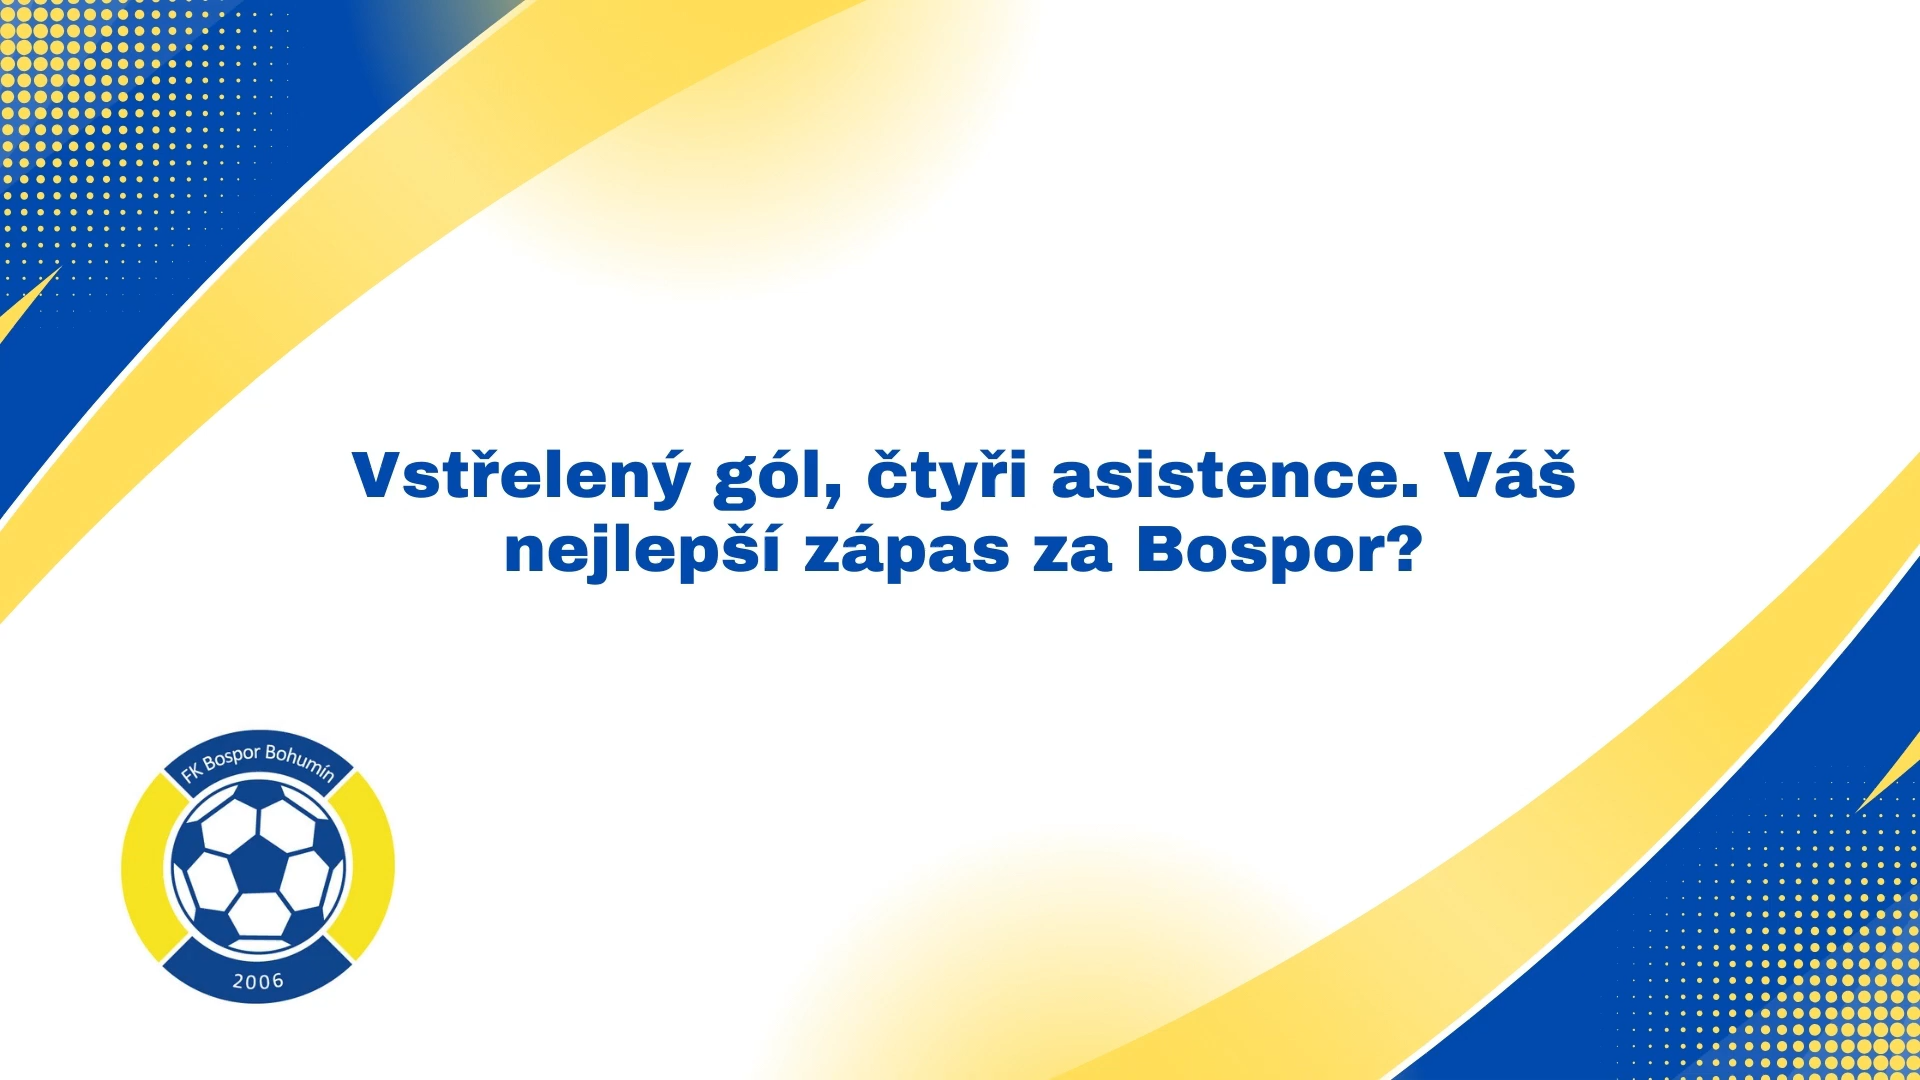 Vstřelený gól, čtyři asistence. Váš
nejlepší zápas za Bospor?
FK Bospor Bohumín
2006